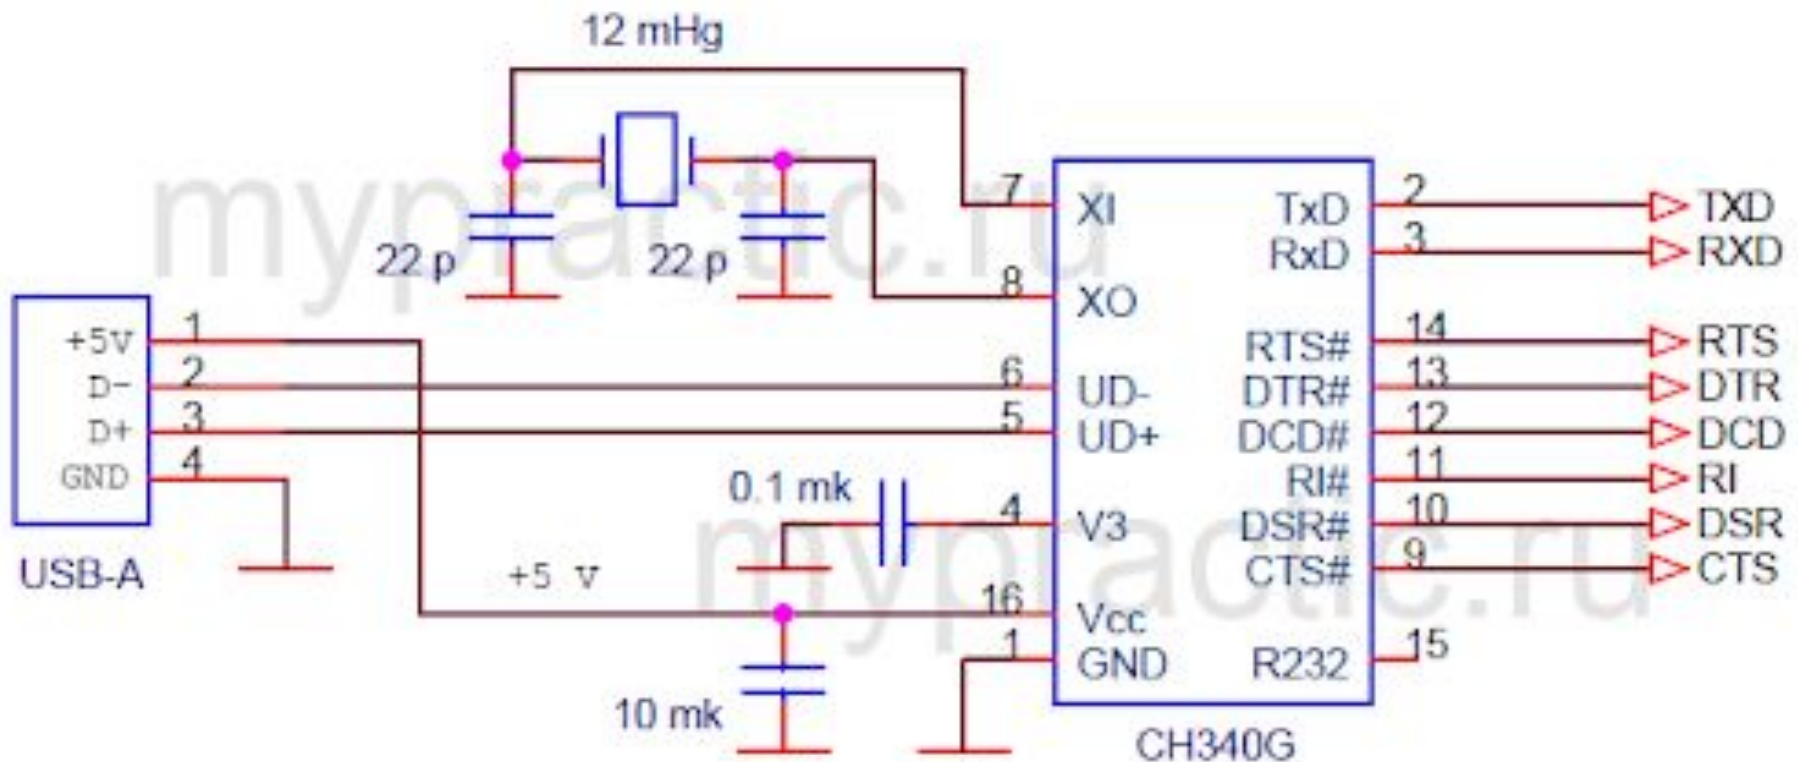 12 mHg
mypractic.ru
22 p
22 p
+5V
1
D-
2
D+
3
GND
4
USB-A
7
XI
8
XO
6
UD-
5
UD+
0.1 mk
4
V3
+5 V
16
Vcc
1
GND
10 mk
mypractic.ru
TxD
2
TXD
RxD
3
RXD
RTS#
14
RTS
DTR#
13
DTR
DCD#
12
DCD
RI#
11
RI
DSR#
10
DSR
CTS#
9
CTS
R232
15
CH340G